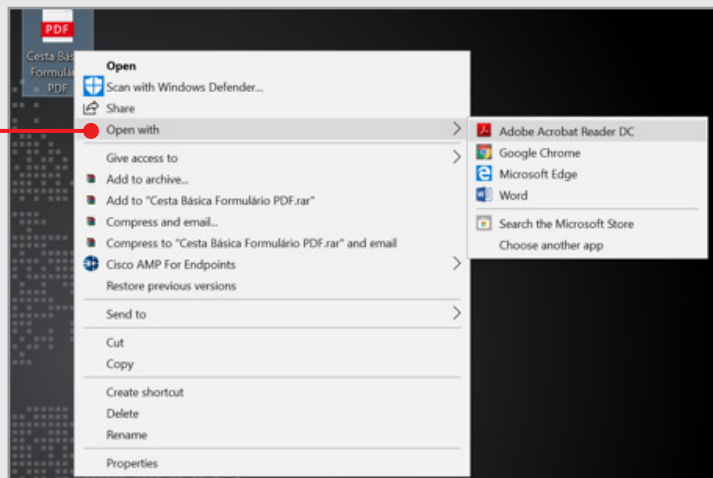 PDF
Cesta Bás
Formulá
PDF
Open
Scan with Windows Defender...
Share
Open with
Give access to
Add to archive...
Add to "Cesta Básica Formulário PDF.rar"
Compress and email...
Compress to "Cesta Básica Formulário PDF.rar" and email
Cisco AMP For Endpoints
Restore previous versions
Send to
Cut
Copy
Create shortcut
Delete
Rename
Properties
Adobe Acrobat Reader DC
Google Chrome
Microsoft Edge
Word
Search the Microsoft Store
Choose another app